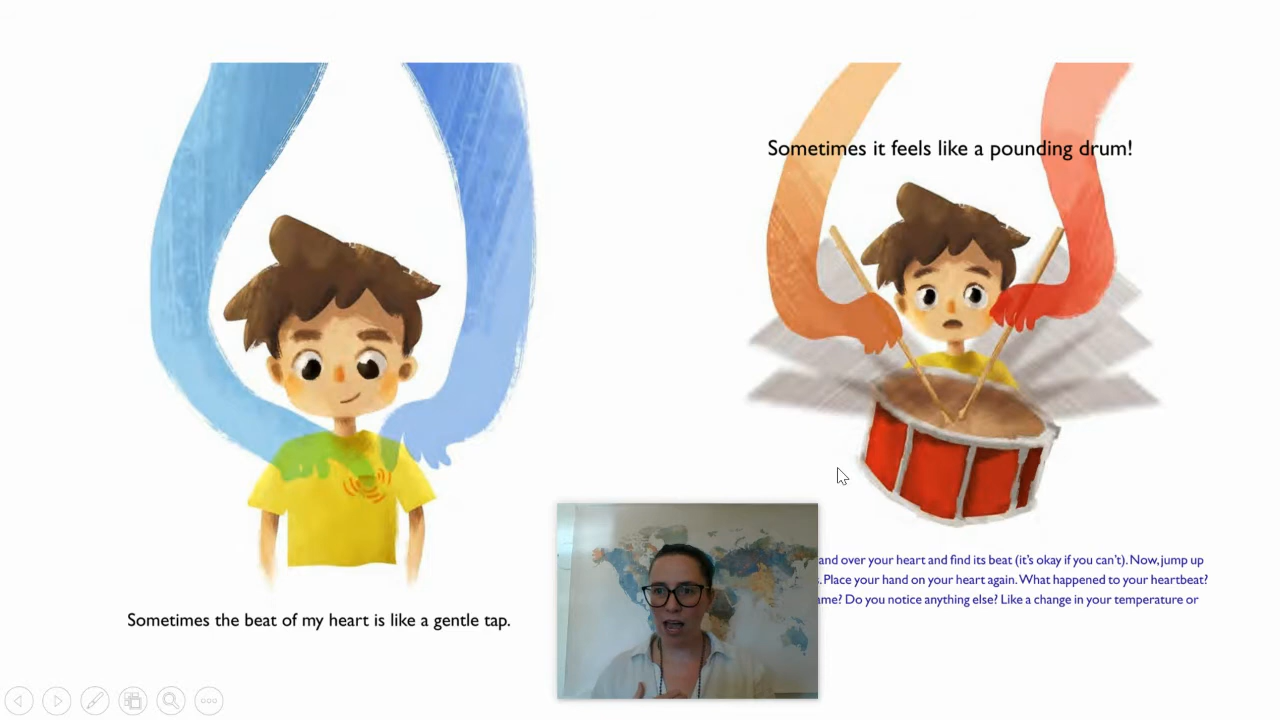 Sometimes it feels like a pounding drum!
and over your heart and find its beat (it's okay if you can't). Now, jump up
Place your hand on your heart again. What happened to your heartbeat?
Do you notice anything else? Like a change in your temperature or
Sometimes the beat of my heart is like a gentle tap.